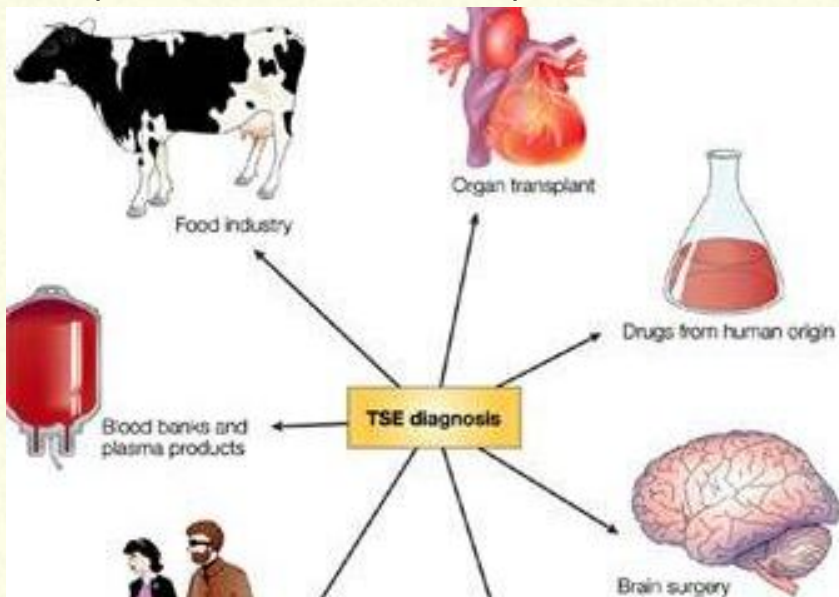 Organ transplant
Food industry
Drugs from human origin
TSE diagnosis
Blood banks and
plasma products
Brain surgery